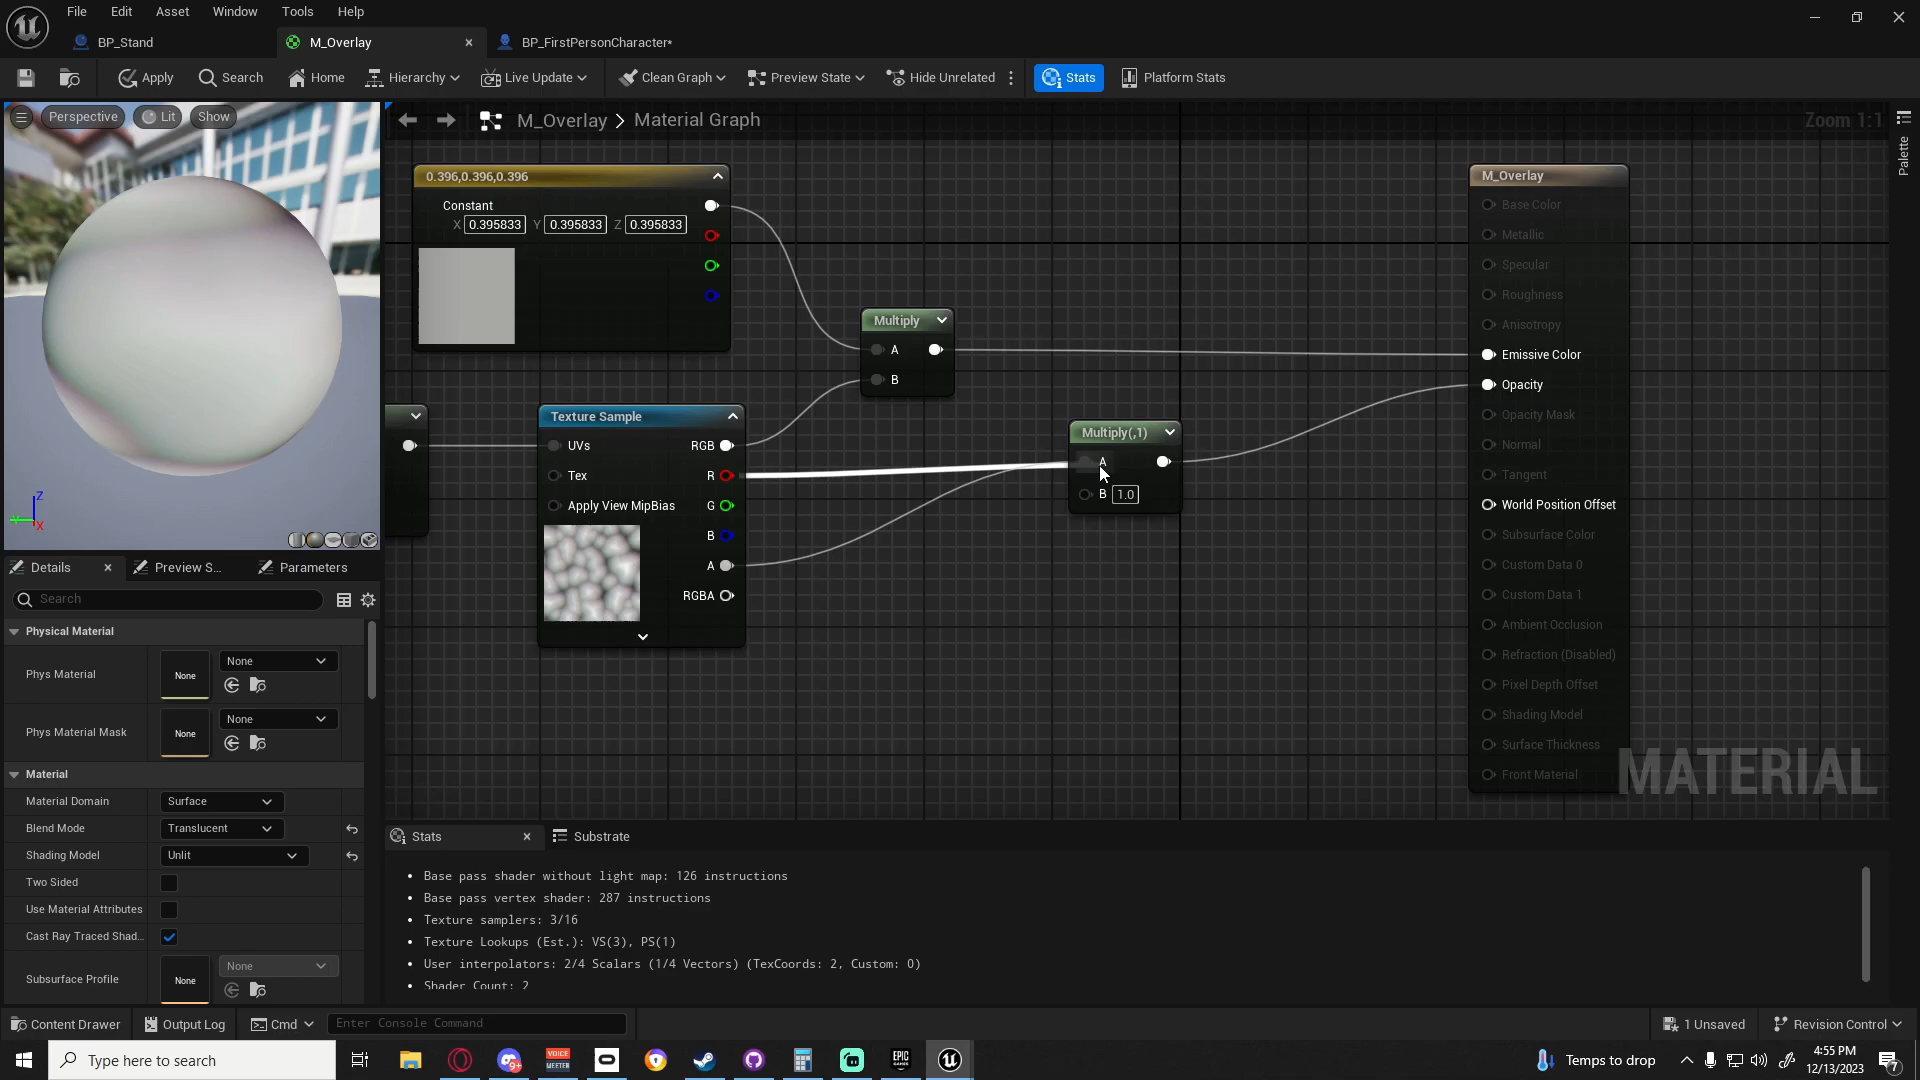 File Edit Asset Window Tools Help
BP_Stand M_Overlay BP_FirstPersonCharacter*
Apply Search Home Hierarchy Live Update Clean Graph Preview State Hide Unrelated Stats Platform Stats
Perspective Lit Show
M_Overlay > Material Graph
Zoom 1:1
Palette
0.396,0.396,0.396
Constant
X 0.395833 Y 0.395833 Z 0.395833
Multiply
A
B
Texture Sample
UVs RGB
Tex R
Apply View MipBias G
B
A
RGBA
Multiply(,1)
A
B 1.0
M_Overlay
Base Color
Metallic
Specular
Roughness
Anisotropy
Emissive Color
Opacity
Opacity Mask
Normal
Tangent
World Position Offset
Subsurface Color
Custom Data 0
Custom Data 1
Ambient Occlusion
Refraction (Disabled)
Pixel Depth Offset
Shading Model
Surface Thickness
Front Material
MATERIAL
Z
Y
X
Details Preview S... Parameters
Search
Physical Material
Phys Material None None
Phys Material Mask None None
Material
Material Domain Surface
Blend Mode Translucent
Shading Model Unlit
Two Sided
Use Material Attributes
Cast Ray Traced Shad...
Subsurface Profile None None
Stats Substrate
• Base pass shader without light map: 126 instructions
• Base pass vertex shader: 287 instructions
• Texture samplers: 3/16
• Texture Lookups (Est.): VS(3), PS(1)
• User interpolators: 2/4 Scalars (1/4 Vectors) (TexCoords: 2, Custom: 0)
• Shader Count: 2
Content Drawer Output Log Cmd Enter Console Command 1 Unsaved Revision Control
Type here to search
9+
VOICE
MEETER
EPIC
GAMES
Temps to drop
4:55 PM
12/13/2023
7